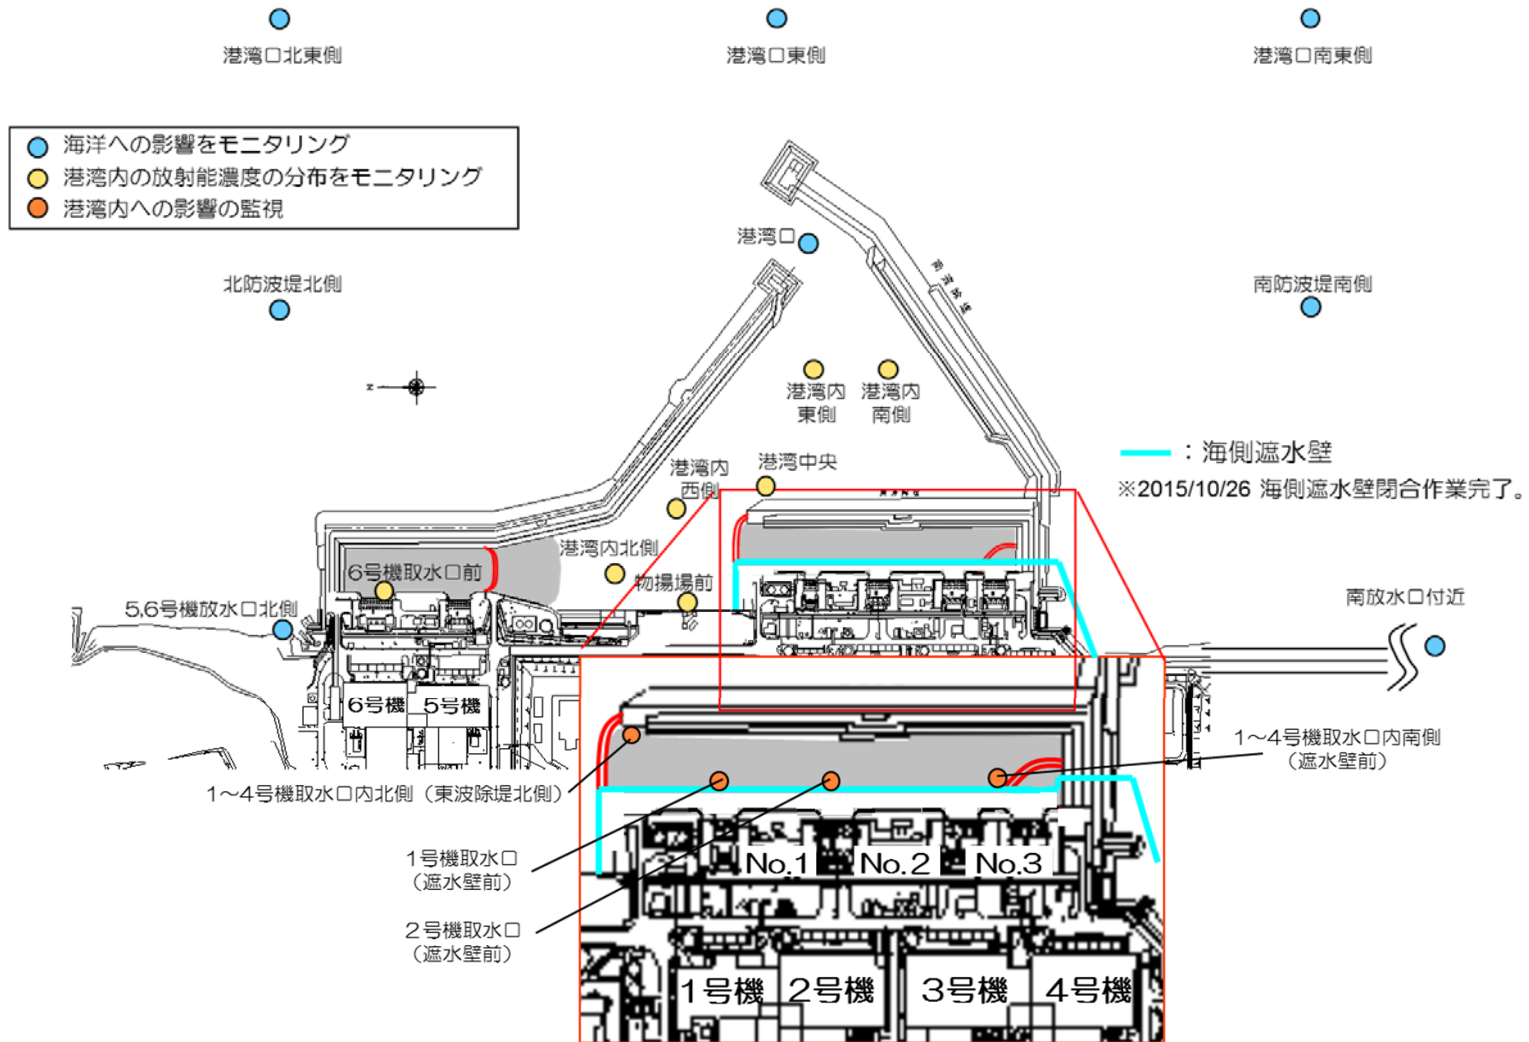 港湾口北東側
港湾口東側
港湾口南東側
海洋への影響をモニタリング
港湾内の放射能濃度の分布をモニタリング
港湾内への影響の監視
港湾口
北防波堤北側
南防波堤南側
南防波堤
N
港湾内
東側
港湾内
南側
：海側遮水壁
※2015/10/26 海側遮水壁閉合作業完了。
港湾内
西側
港湾中央
港湾内北側
6号機取水口前
物揚場前
5,6号機放水口北側
南放水口付近
6号機
5号機
1～4号機取水口内北側（東波除堤北側）
1～4号機取水口内南側
（遮水壁前）
1号機取水口
（遮水壁前）
2号機取水口
（遮水壁前）
No.1
No.2
No.3
1号機
2号機
3号機
4号機